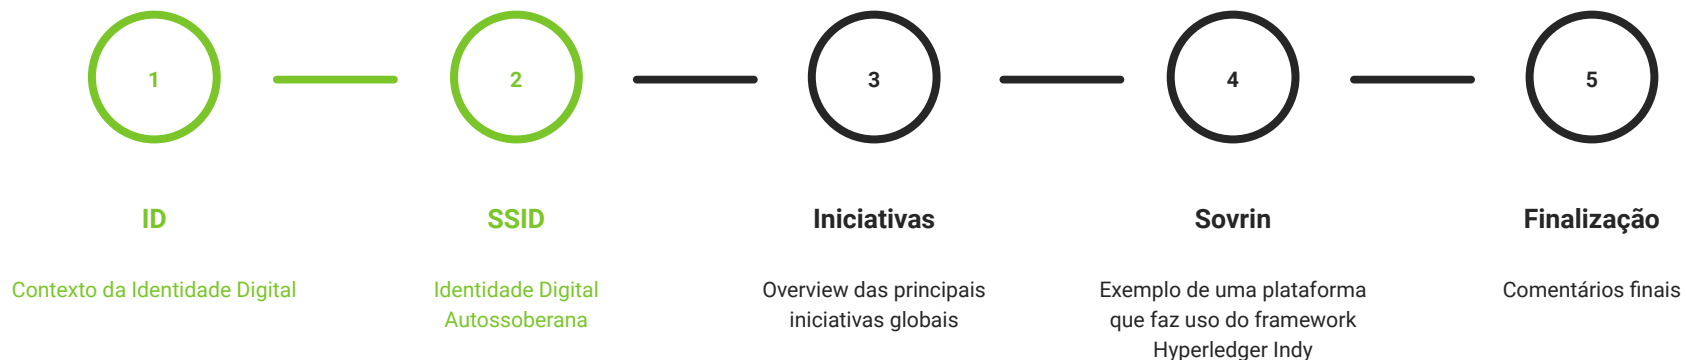 1
2
3
4
5
ID
SSID
Iniciativas
Sovrin
Finalização
Contexto da Identidade Digital
Identidade Digital
Autossoberana
Overview das principais
iniciativas globais
Exemplo de uma plataforma
que faz uso do framework
Hyperledger Indy
Comentários finais